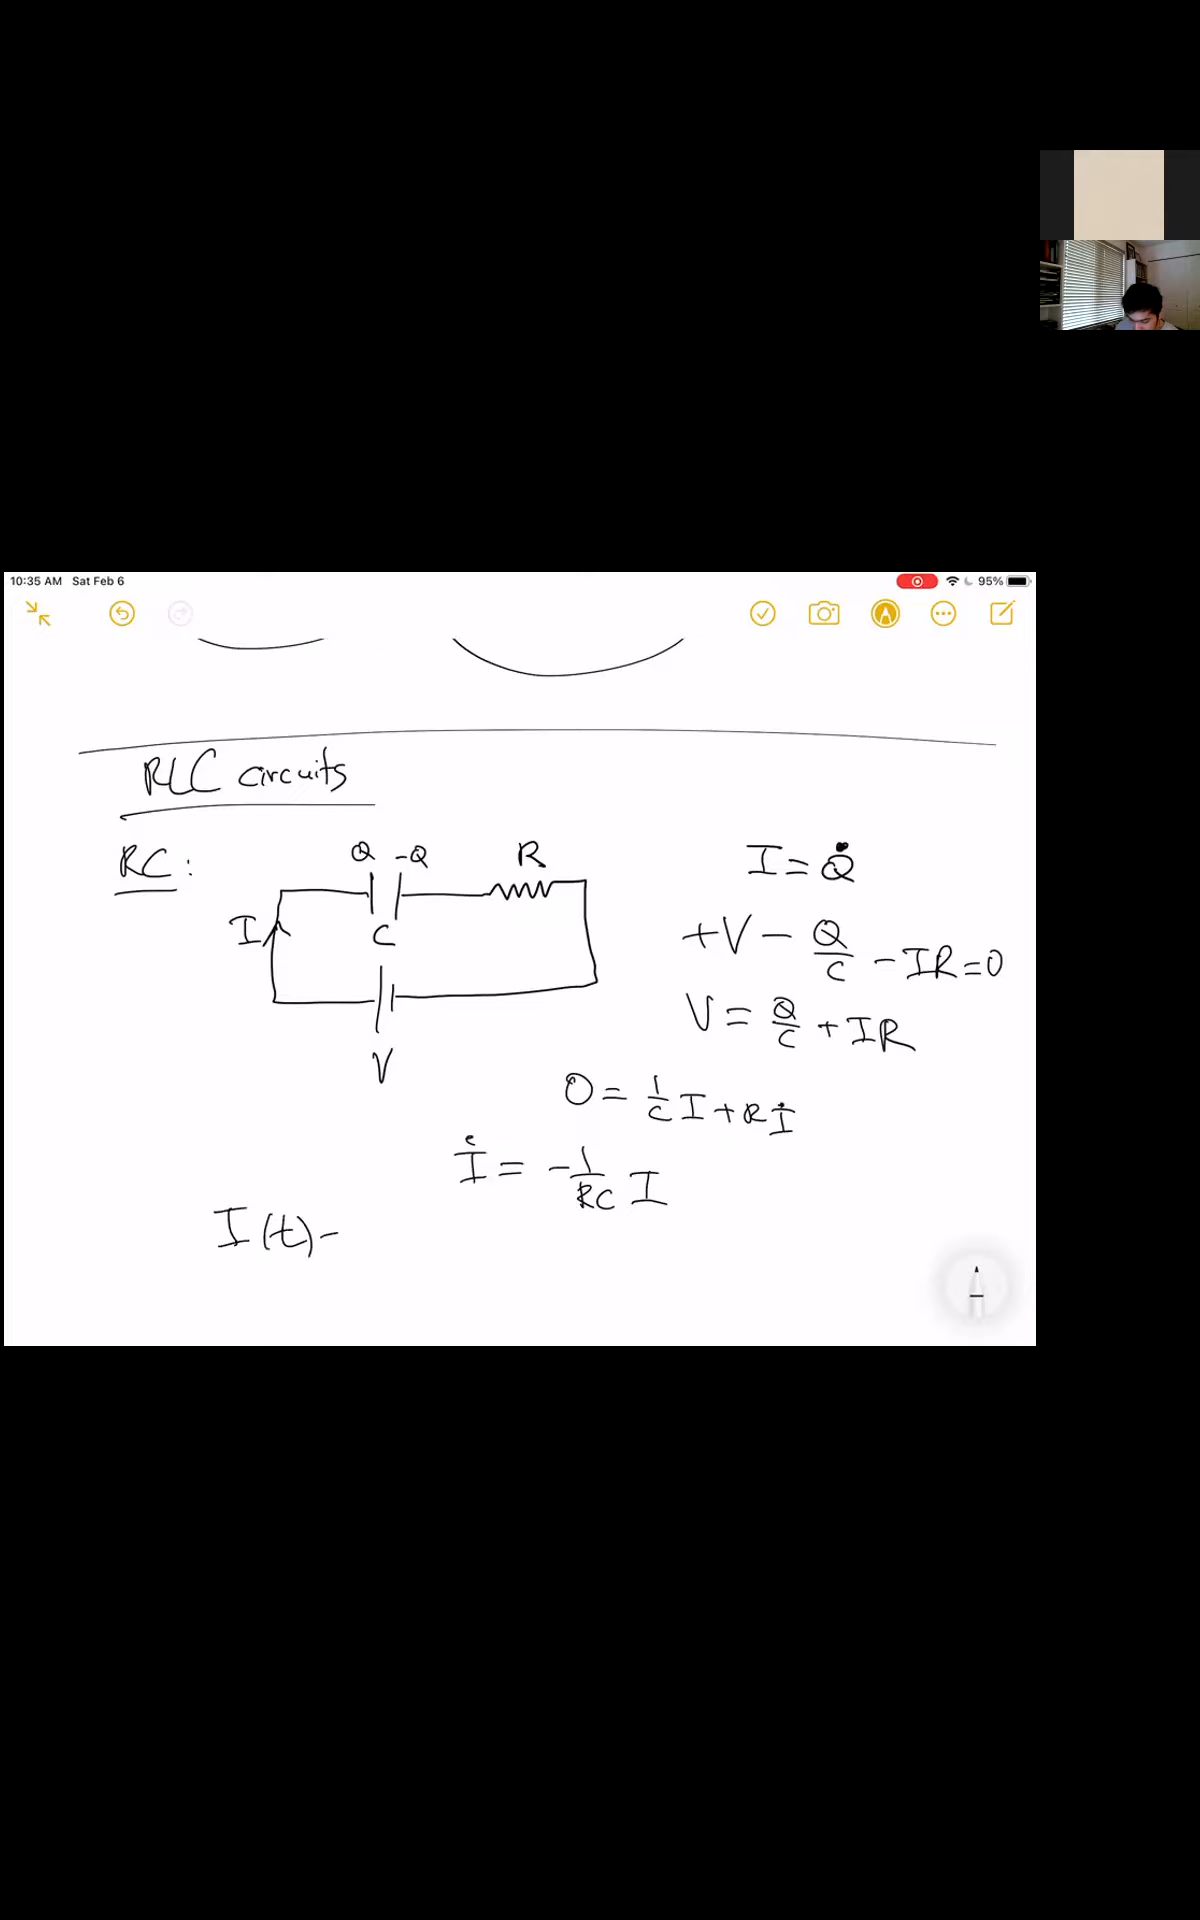 10:35 AM Sat Feb 6 95%
RLC circuits
RC:
Q -Q R
I
C
V
I = Q̇
+V - Q/C - IR = 0
V = Q/C + IR
0 = 1/C I + R İ
İ = -1/RC I
I(t) -